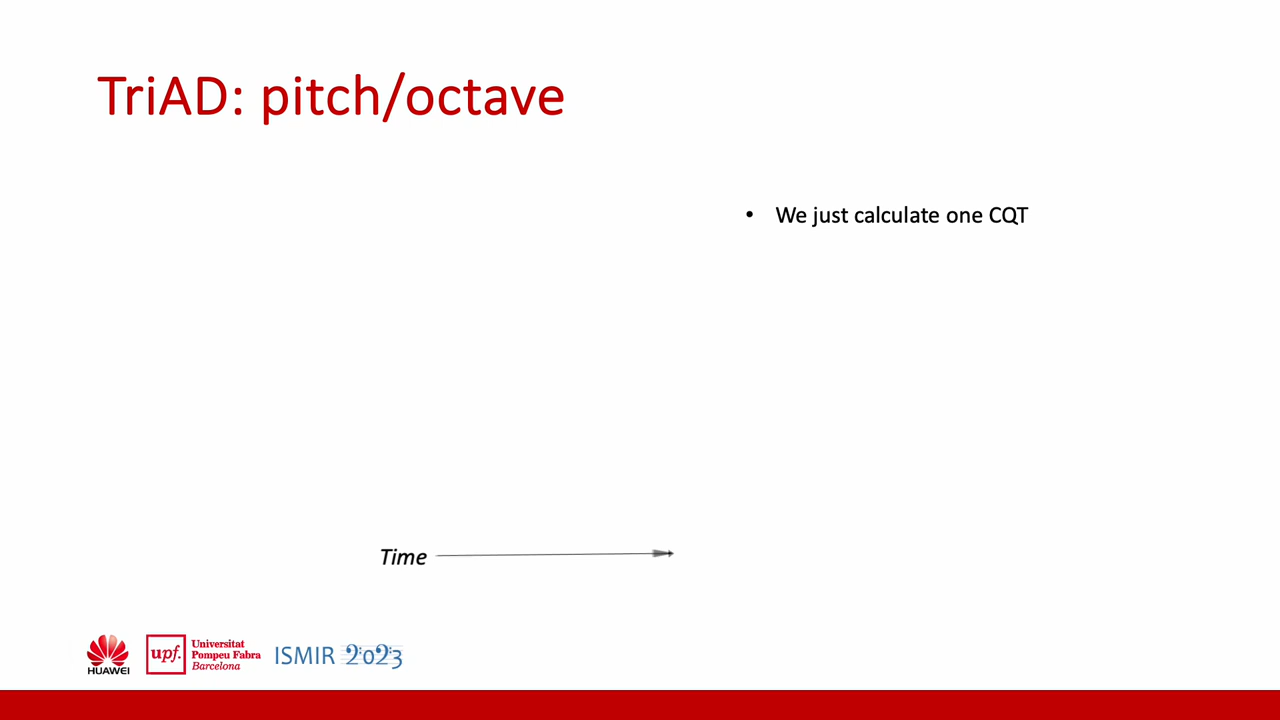 TriAD: pitch/octave
• We just calculate one CQT
Time
HUAWEI
upf.
Universitat
Pompeu Fabra
Barcelona
ISMIR 2023